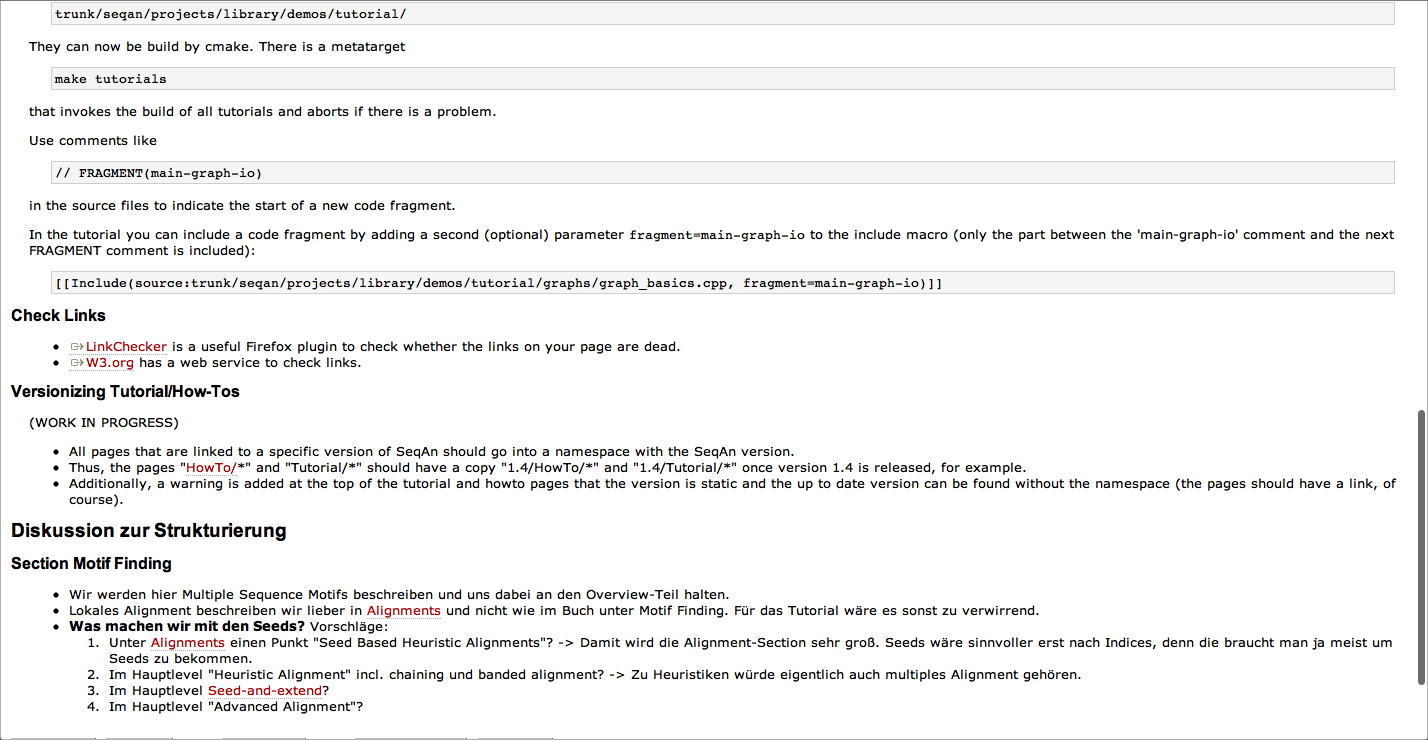 trunk/seqan/projects/library/demos/tutorial/
They can now be build by cmake. There is a metatarget
make tutorials
that invokes the build of all tutorials and aborts if there is a problem.
Use comments like
// FRAGMENT(main-graph-io)
in the source files to indicate the start of a new code fragment.
In the tutorial you can include a code fragment by adding a second (optional) parameter fragment=main-graph-io to the include macro (only the part between the 'main-graph-io' comment and the next
FRAGMENT comment is included):
[[Include(source:trunk/seqan/projects/library/demos/tutorial/graphs/graph_basics.cpp, fragment=main-graph-io)]]
Check Links
• LinkChecker is a useful Firefox plugin to check whether the links on your page are dead.
• W3.org has a web service to check links.
Versionizing Tutorial/How-Tos
(WORK IN PROGRESS)
• All pages that are linked to a specific version of SeqAn should go into a namespace with the SeqAn version.
• Thus, the pages "HowTo/*" and "Tutorial/*" should have a copy "1.4/HowTo/*" and "1.4/Tutorial/*" once version 1.4 is released, for example.
• Additionally, a warning is added at the top of the tutorial and howto pages that the version is static and the up to date version can be found without the namespace (the pages should have a link, of
course).
Diskussion zur Strukturierung
Section Motif Finding
• Wir werden hier Multiple Sequence Motifs beschreiben und uns dabei an den Overview-Teil halten.
• Lokales Alignment beschreiben wir lieber in Alignments und nicht wie im Buch unter Motif Finding. Für das Tutorial wäre es sonst zu verwirrend.
• Was machen wir mit den Seeds? Vorschläge:
1. Unter Alignments einen Punkt "Seed Based Heuristic Alignments"? -> Damit wird die Alignment-Section sehr groß. Seeds wäre sinnvoller erst nach Indices, denn die braucht man ja meist um
Seeds zu bekommen.
2. Im Hauptlevel "Heuristic Alignment" incl. chaining und banded alignment? -> Zu Heuristiken würde eigentlich auch multiples Alignment gehören.
3. Im Hauptlevel Seed-and-extend?
4. Im Hauptlevel "Advanced Alignment"?